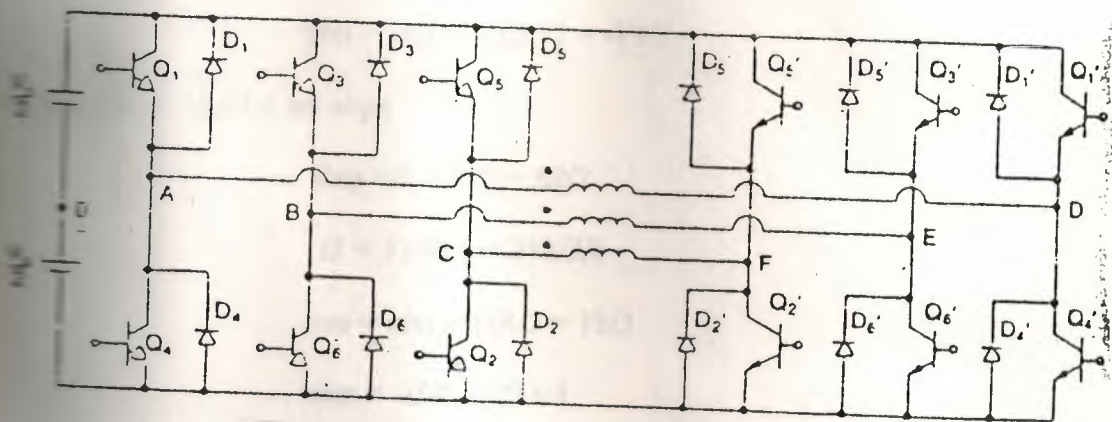 D₁
D₃
D₅
D₅
Q₅'
D₅'
Q₃'
D₁'
Q₁'
Q₁
Q₃
Q₅
A
B
C
F
E
D
D₄
D₆
D₂
D₂'
Q₂'
D₆'
Q₆'
D₄'
Q₄'
Q₄
Q₆
Q₂